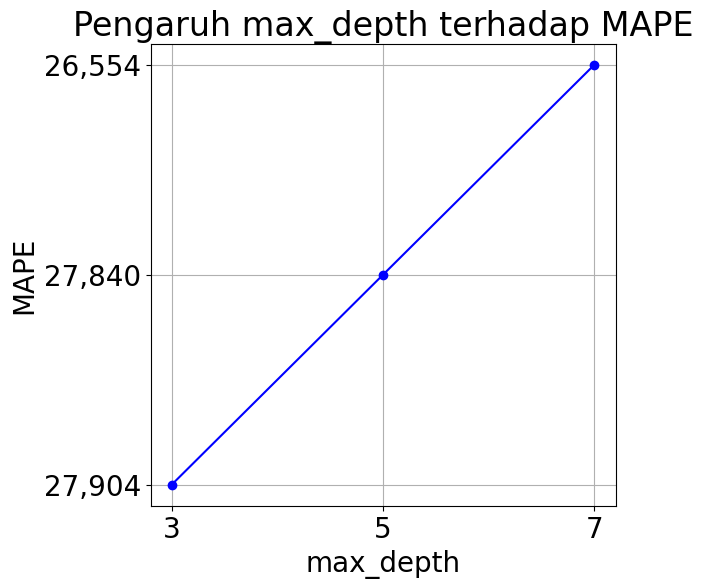 Pengaruh max_depth terhadap MAPE
26,554
27,840
27,904
MAPE
3 5 7
max_depth